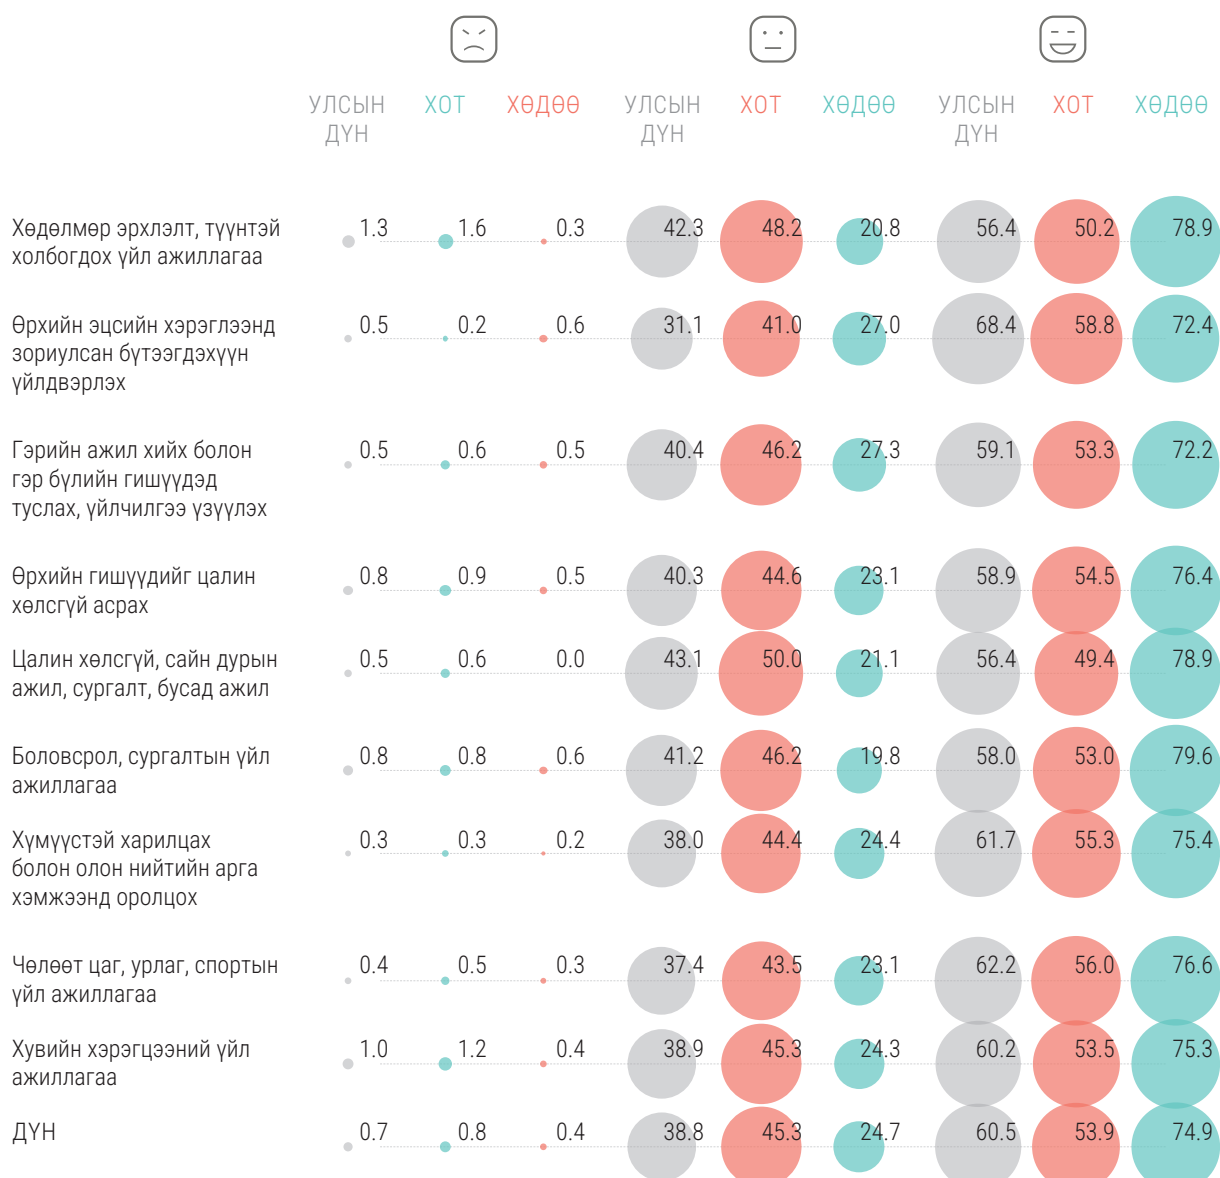 УЛСЫН ДҮН ХОТ ХӨДӨӨ УЛСЫН ДҮН ХОТ ХӨДӨӨ УЛСЫН ДҮН ХОТ ХӨДӨӨ
Хөдөлмөр эрхлэлт, түүнтэй 1.3 1.6 0.3 42.3 48.2 20.8 56.4 50.2 78.9
холбогдох үйл ажиллагаа
Өрхийн эцсийн хэрэглээнд 0.5 0.2 0.6 31.1 41.0 27.0 68.4 58.8 72.4
зориулсан бүтээгдэхүүн
үйлдвэрлэх
Гэрийн ажил хийх болон 0.5 0.6 0.5 40.4 46.2 27.3 59.1 53.3 72.2
гэр бүлийн гишүүдэд
туслах, үйлчилгээ үзүүлэх
Өрхийн гишүүдийг цалин 0.8 0.9 0.5 40.3 44.6 23.1 58.9 54.5 76.4
хөлсгүй асрах
Цалин хөлсгүй, сайн дурын 0.5 0.6 0.0 43.1 50.0 21.1 56.4 49.4 78.9
ажил, сургалт, бусад ажил
Боловсрол, сургалтын үйл 0.8 0.8 0.6 41.2 46.2 19.8 58.0 53.0 79.6
ажиллагаа
Хүмүүстэй харилцах 0.3 0.3 0.2 38.0 44.4 24.4 61.7 55.3 75.4
болон олон нийтийн арга
хэмжээнд оролцох
Чөлөөт цаг, урлаг, спортын 0.4 0.5 0.3 37.4 43.5 23.1 62.2 56.0 76.6
үйл ажиллагаа
Хувийн хэрэгцээний үйл 1.0 1.2 0.4 38.9 45.3 24.3 60.2 53.5 75.3
ажиллагаа
ДҮН 0.7 0.8 0.4 38.8 45.3 24.7 60.5 53.9 74.9